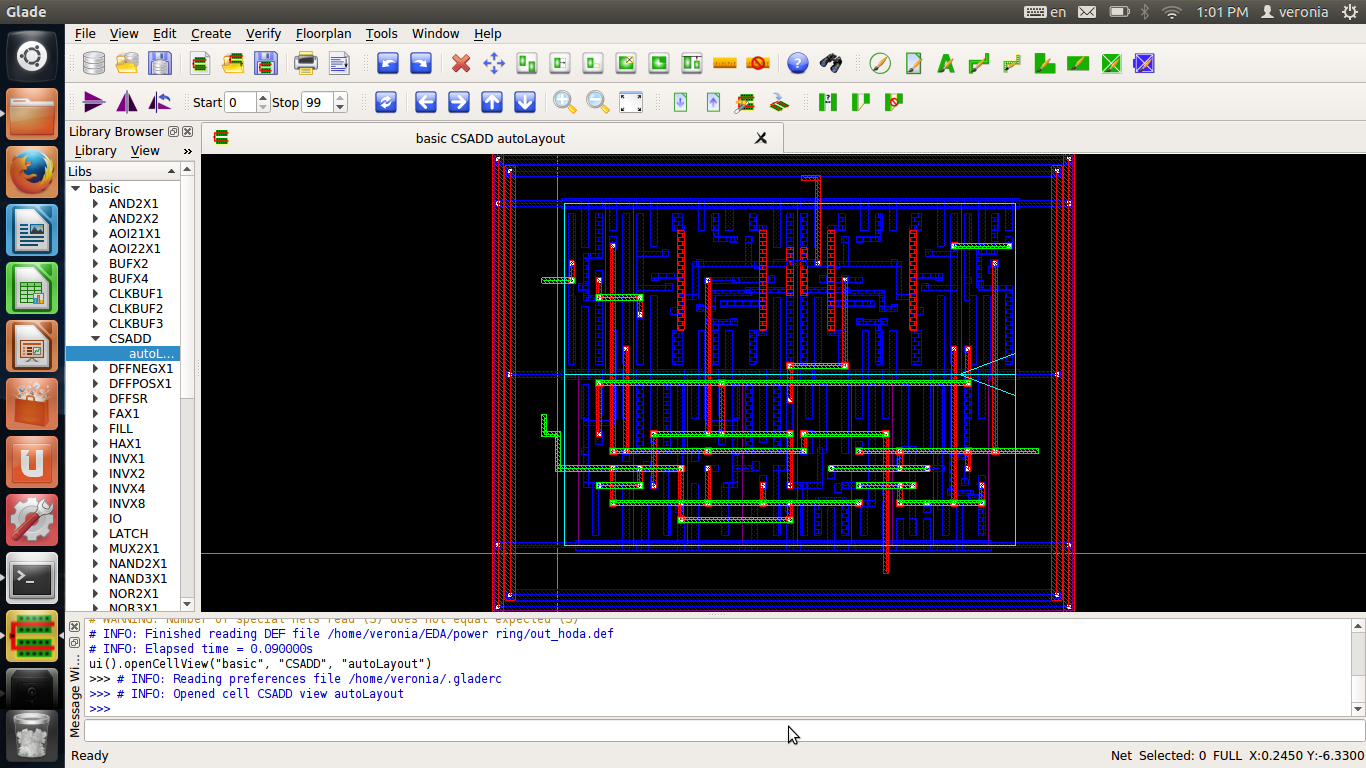 Glade
en
1:01 PM
veronia
File View Edit Create Verify Floorplan Tools Window Help
Start 0 Stop 99
Library Browser
Library View »
Libs
basic
AND2X1
AND2X2
AOI21X1
AOI22X1
BUFX2
BUFX4
CLKBUF1
CLKBUF2
CLKBUF3
CSADD
autoL...
DFFNEGX1
DFFPOSX1
DFFSR
FAX1
FILL
HAX1
INVX1
INVX2
INVX4
INVX8
IO
LATCH
MUX2X1
NAND2X1
NAND3X1
NOR2X1
NOR3X1
basic CSADD autoLayout
Message Wi...
# WARNING: Number of special nets read (3) does not equal expected (5)
# INFO: Finished reading DEF file /home/veronia/EDA/power ring/out_hoda.def
# INFO: Elapsed time = 0.090000s
ui().openCellView("basic", "CSADD", "autoLayout")
>>> # INFO: Reading preferences file /home/veronia/.gladerc
>>> # INFO: Opened cell CSADD view autoLayout
>>>
Ready
Net Selected: 0 FULL X:0.2450 Y:-6.3300